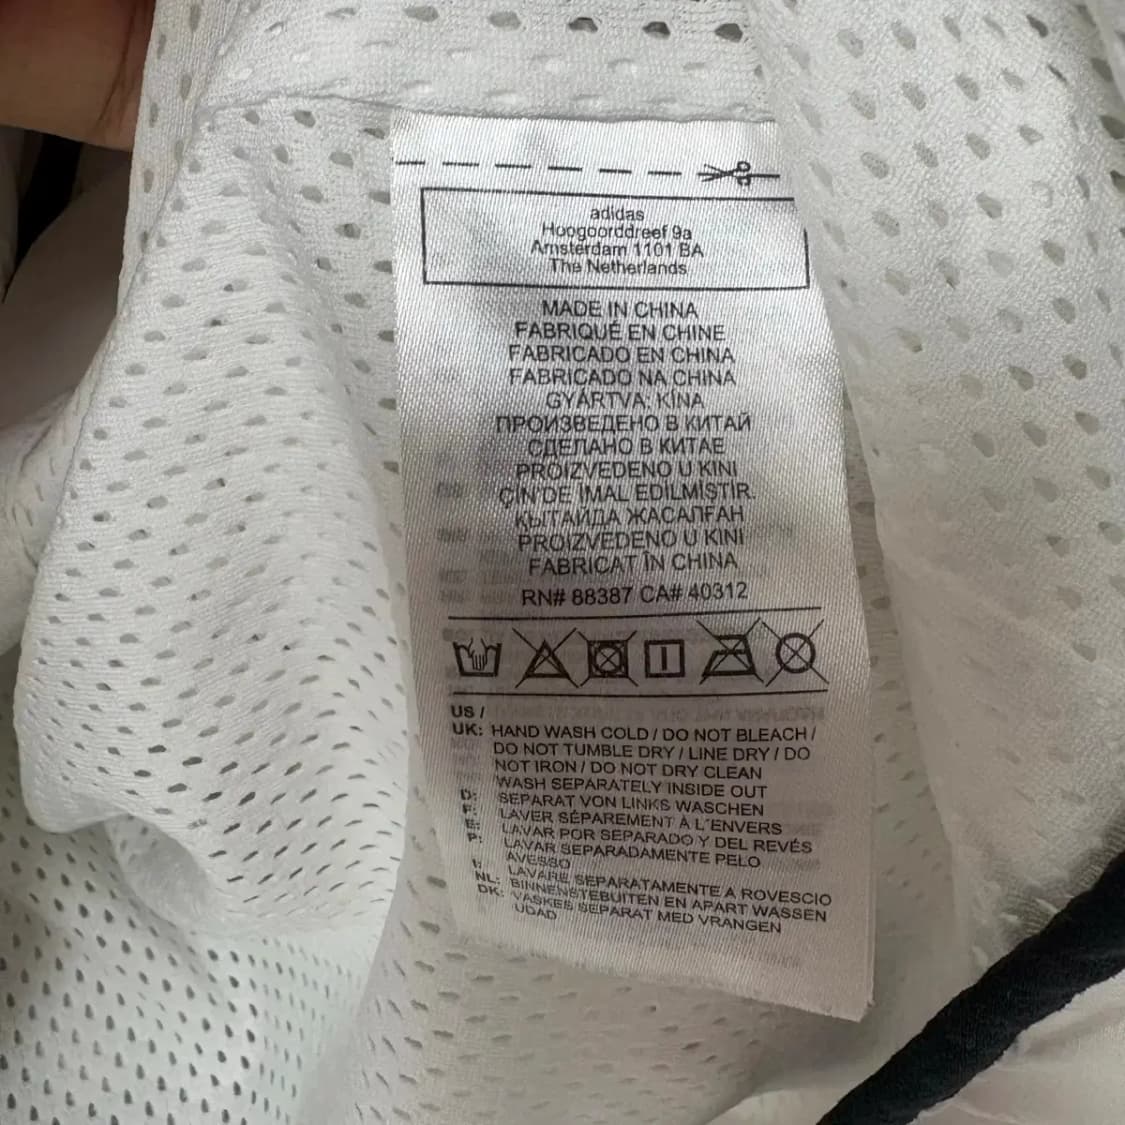 adidas
Hoogoorddreef 9a
Amsterdam 1101 BA
The Netherlands
MADE IN CHINA
FABRIQUÉ EN CHINE
FABRICADO EN CHINA
FABRICADO NA CHINA
GYÁRTVA: KÍNA
ПРОИЗВЕДЕНО В КИТАЙ
СДЕЛАНО В КИТАЕ
PROIZVEDENO U KINI
ÇİN'DE İMAL EDİLMİŞTİR.
ҚЫТАЙДА ЖАСАЛҒАН
PROIZVEDENO U KINI
FABRICAT ÎN CHINA
RN# 88387 CA# 40312
US /
UK: HAND WASH COLD / DO NOT BLEACH /
DO NOT TUMBLE DRY / LINE DRY / DO
NOT IRON / DO NOT DRY CLEAN
WASH SEPARATELY INSIDE OUT
D: SEPARAT VON LINKS WASCHEN
F: LAVER SÉPAREMENT À L'ENVERS
E: LAVAR POR SEPARADO Y DEL REVÉS
P: LAVAR SEPARADAMENTE PELO
AVESSO
I: LAVARE SEPARATAMENTE A ROVESCIO
NL: BINNENSTEBUITEN EN APART WASSEN
DK: VASKES SEPARAT MED VRANGEN
UDAD